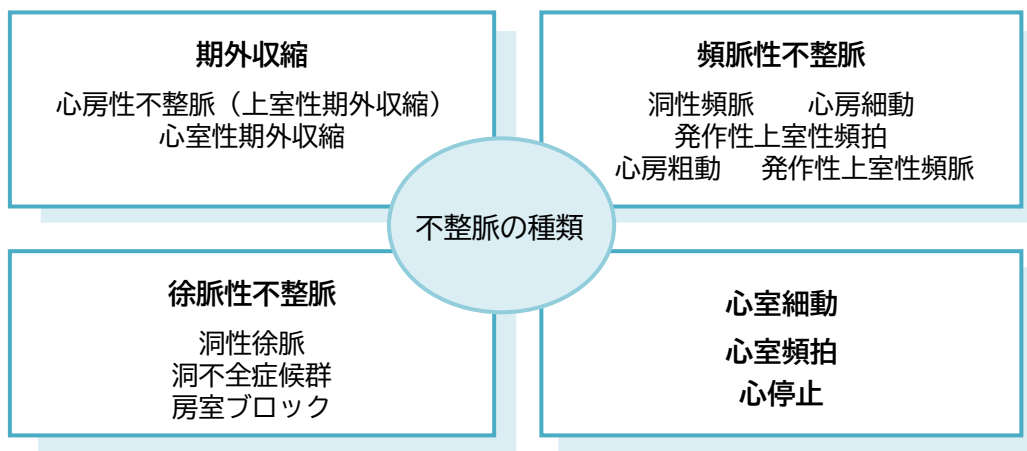 期外収縮
心房性不整脈（上室性期外収縮）
心室性期外収縮
頻脈性不整脈
洞性頻脈　　心房細動
発作性上室性頻拍
心房粗動　発作性上室性頻脈
不整脈の種類
徐脈性不整脈
洞性徐脈
洞不全症候群
房室ブロック
心室細動
心室頻拍
心停止